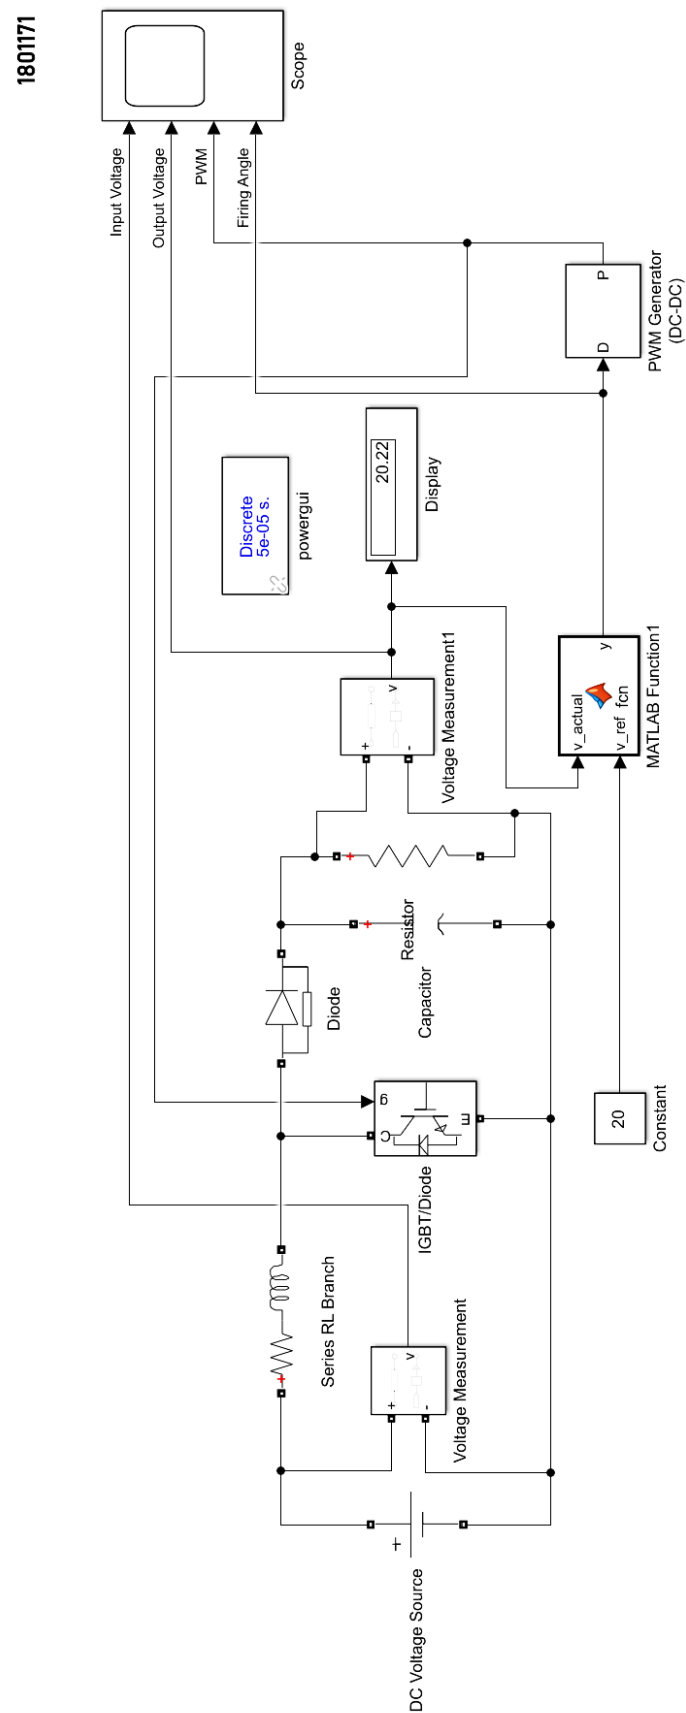 1801171
Scope
Input Voltage
Output Voltage
PWM
Firing Angle
P
D
PWM Generator
(DC-DC)
Discrete
5e-05 s.
powergui
20.22
Display
+
-
v
Voltage Measurement1
v_actual
v_ref
fcn
y
MATLAB Function1
+
Resistor
+
Capacitor
Diode
g
C
E
IGBT/Diode
20
Constant
+
Series RL Branch
+
-
v
Voltage Measurement
+
DC Voltage Source